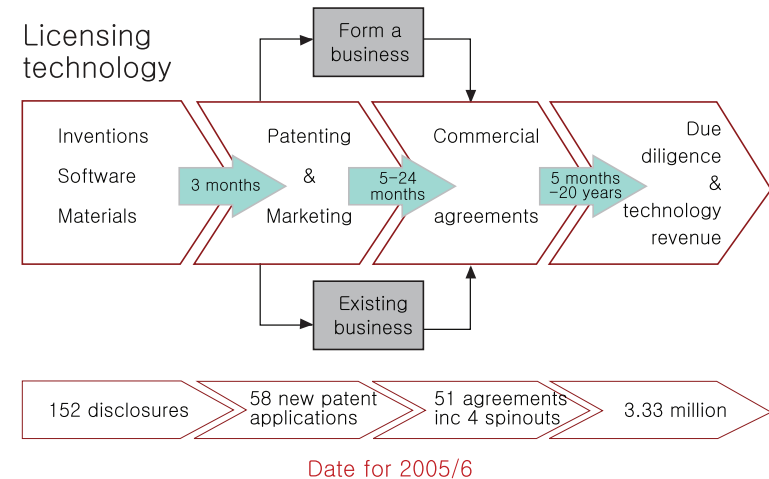 Licensing
technology
Form a
business
Inventions
Software
Materials
3 months
Patenting
&
Marketing
5-24
months
Commercial
agreements
5 months
-20 years
Due
diligence
&
technology
revenue
Existing
business
152 disclosures
58 new patent
applications
51 agreements
inc 4 spinouts
3.33 million
Date for 2005/6